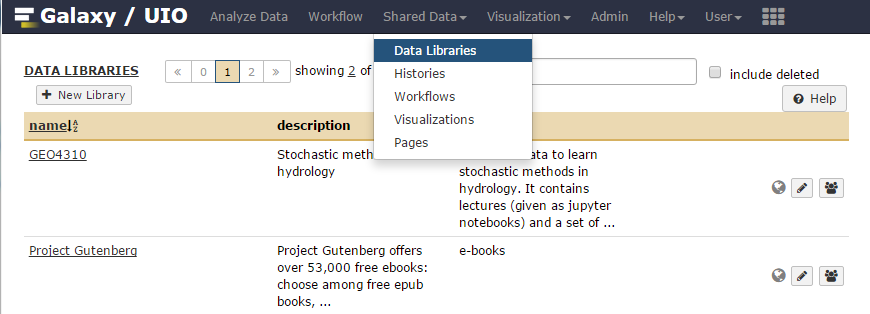 Galaxy / UIO Analyze Data Workflow Shared Data Visualization Admin Help User
Data Libraries
Histories
Workflows
Visualizations
Pages
DATA LIBRARIES « 0 1 2 » showing 2 of include deleted
+ New Library Help
name description
GEO4310 Stochastic meth ata to learn
hydrology stochastic methods in
hydrology. It contains
lectures (given as jupyter
notebooks) and a set of ...
Project Gutenberg Project Gutenberg offers e-books
over 53,000 free ebooks:
choose among free epub
books, ...